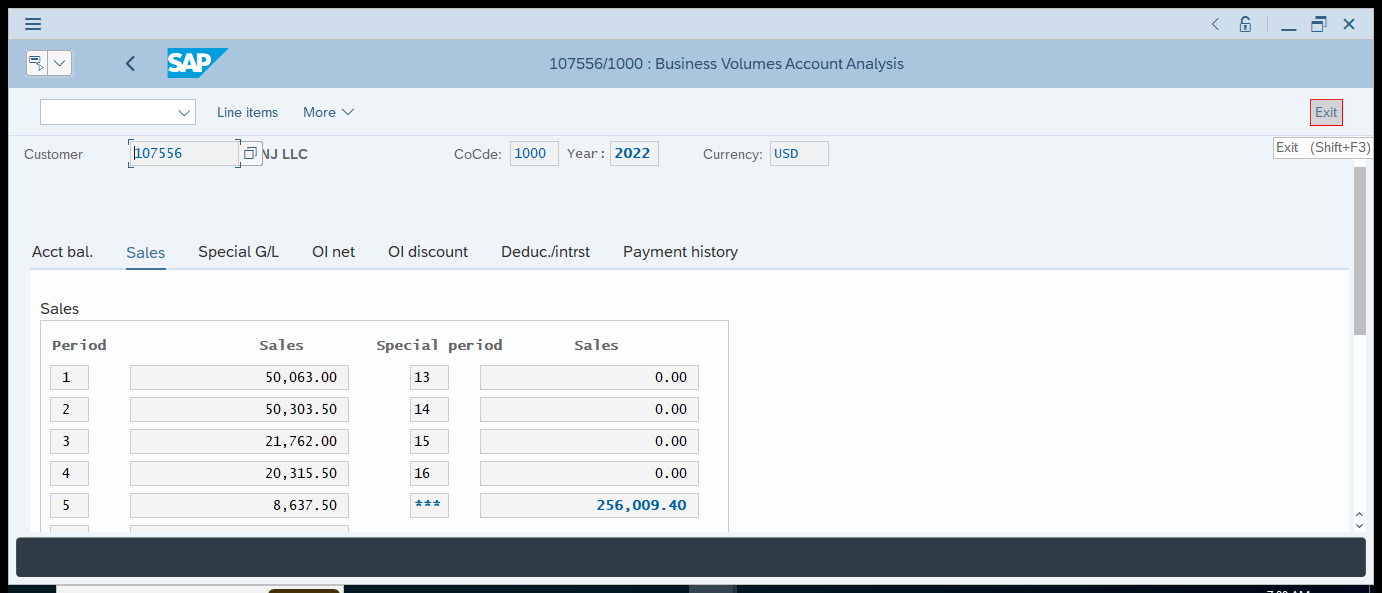 SAP
107556/1000 : Business Volumes Account Analysis
Line items More Exit
Exit (Shift+F3)
Customer 107556 NJ LLC CoCde: 1000 Year: 2022 Currency: USD
Acct bal. Sales Special G/L OI net OI discount Deduc./intrst Payment history
Sales
Period Sales Special period Sales
1 50,063.00 13 0.00
2 50,303.50 14 0.00
3 21,762.00 15 0.00
4 20,315.50 16 0.00
5 8,637.50 *** 256,009.40